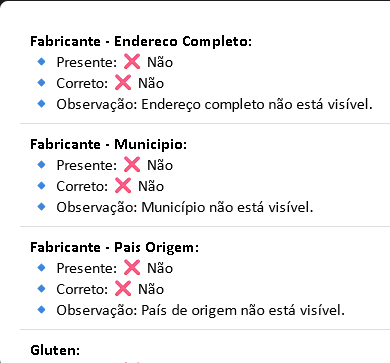 Fabricante - Endereco Completo:
Presente: ❌ Não
Correto: ❌ Não
Observação: Endereço completo não está visível.
Fabricante - Municipio:
Presente: ❌ Não
Correto: ❌ Não
Observação: Município não está visível.
Fabricante - Pais Origem:
Presente: ❌ Não
Correto: ❌ Não
Observação: País de origem não está visível.
Gluten: